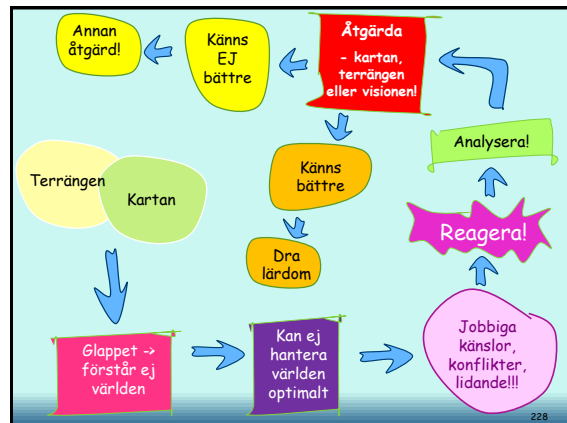 Annan
åtgärd!
Känns
EJ
bättre
Åtgärda
- kartan,
terrängen
eller visionen!
Analysera!
Terrängen
Kartan
Känns
bättre
Reagera!
Dra
lärdom
Glappet ->
förstår ej
världen
Kan ej
hantera
världen
optimalt
Jobbiga
känslor,
konflikter,
lidande!!!
228